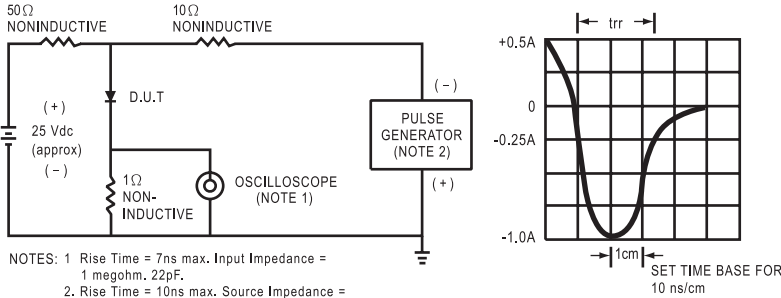 50Ω
NONINDUCTIVE
10Ω
NONINDUCTIVE
D.U.T
(+)
25 Vdc
(approx)
(−)
1Ω
NON-
INDUCTIVE
OSCILLOSCOPE
(NOTE 1)
(−)
PULSE
GENERATOR
(NOTE 2)
(+)
trr
+0.5A
0
-0.25A
-1.0A
1cm
SET TIME BASE FOR
10 ns/cm
NOTES: 1 Rise Time = 7ns max. Input Impedance =
1 megohm. 22pF.
2. Rise Time = 10ns max. Source Impedance =